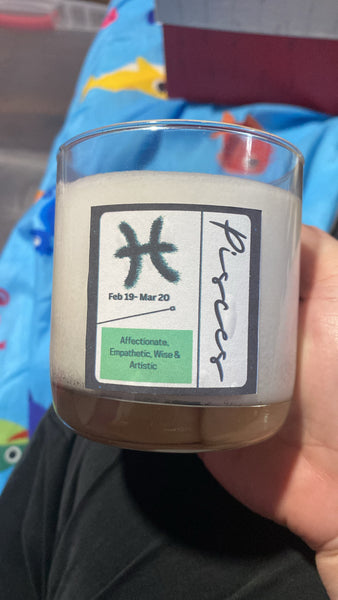 Feb 19- Mar 20
Affectionate,
Empathetic, Wise &
Artistic
Pisces